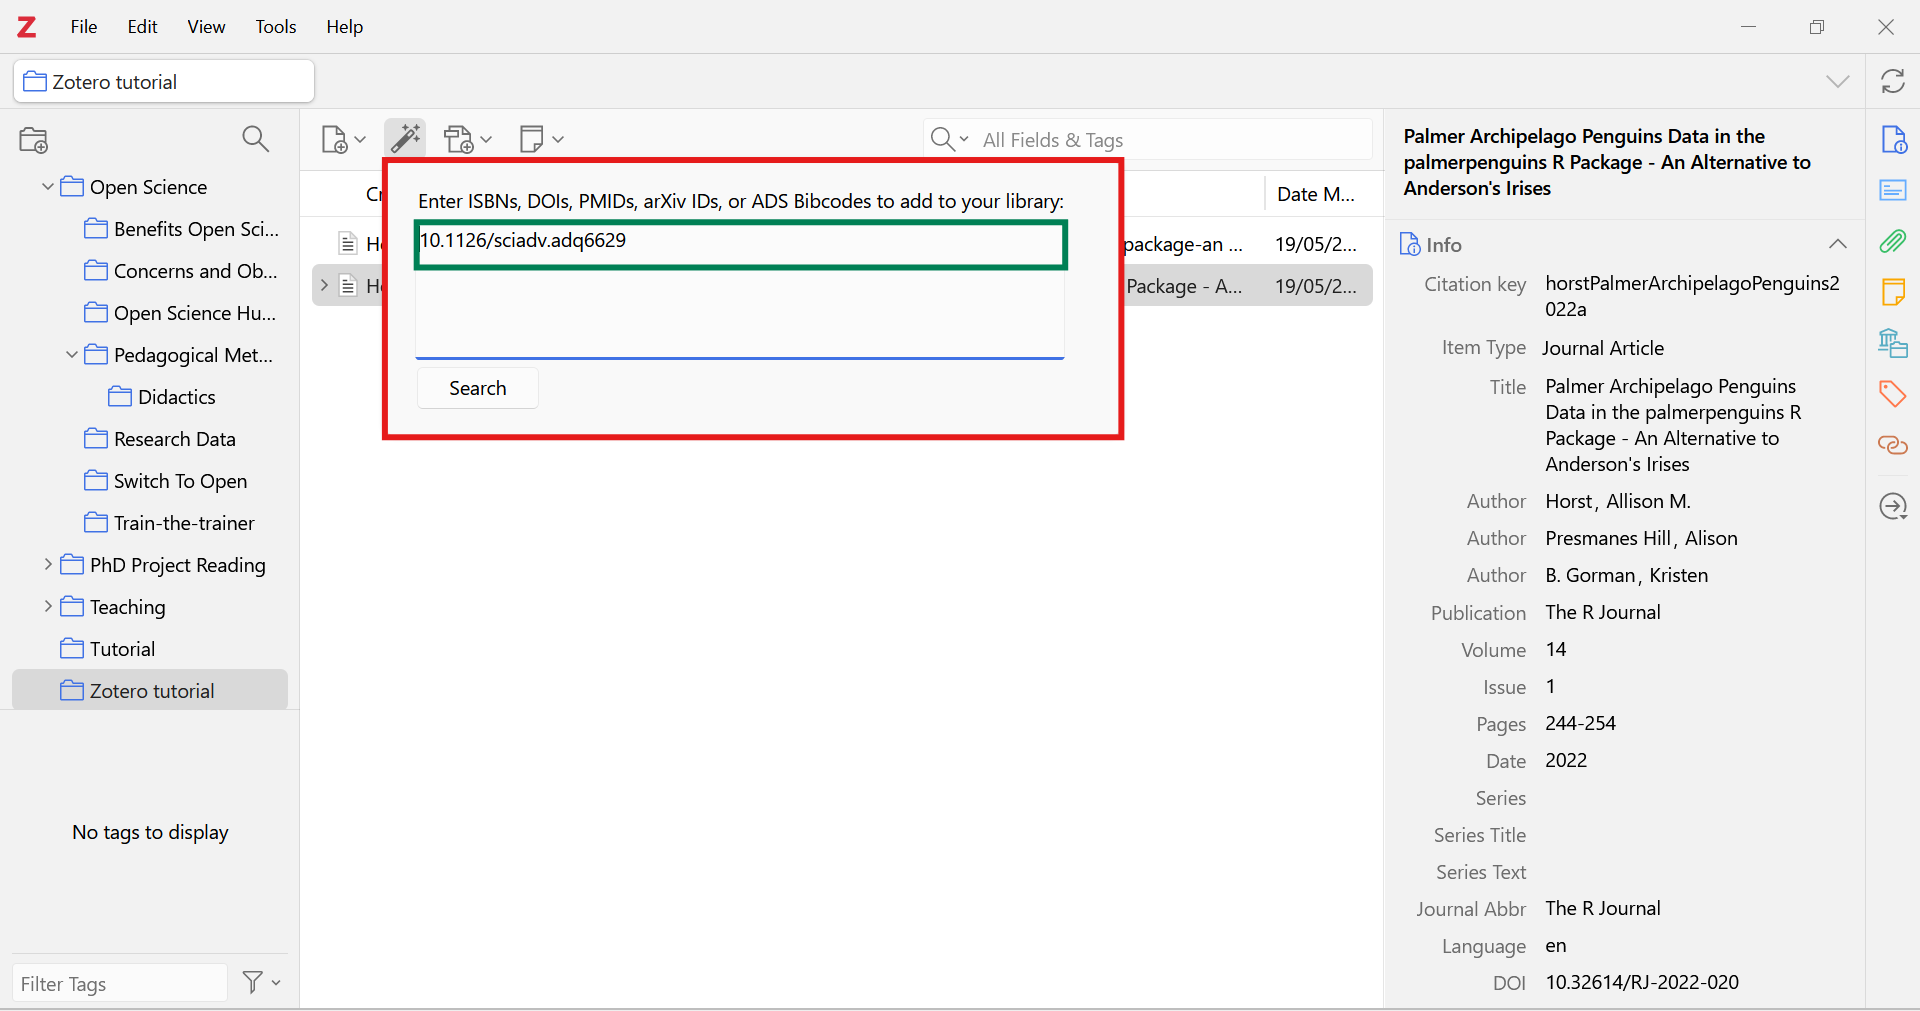 Z File Edit View Tools Help
Zotero tutorial
Open Science
Benefits Open Sci...
Concerns and Ob...
Open Science Hu...
Pedagogical Met...
Didactics
Research Data
Switch To Open
Train-the-trainer
PhD Project Reading
Teaching
Tutorial
Zotero tutorial
No tags to display
Filter Tags
All Fields & Tags
Date M...
package-an ... 19/05/2...
Package - A... 19/05/2...
Enter ISBNs, DOIs, PMIDs, arXiv IDs, or ADS Bibcodes to add to your library:
10.1126/sciadv.adq6629
Search
Palmer Archipelago Penguins Data in the
palmerpenguins R Package - An Alternative to
Anderson's Irises
Info
Citation key horstPalmerArchipelagoPenguins2
022a
Item Type Journal Article
Title Palmer Archipelago Penguins
Data in the palmerpenguins R
Package - An Alternative to
Anderson's Irises
Author Horst, Allison M.
Author Presmanes Hill, Alison
Author B. Gorman, Kristen
Publication The R Journal
Volume 14
Issue 1
Pages 244-254
Date 2022
Series
Series Title
Series Text
Journal Abbr The R Journal
Language en
DOI 10.32614/RJ-2022-020